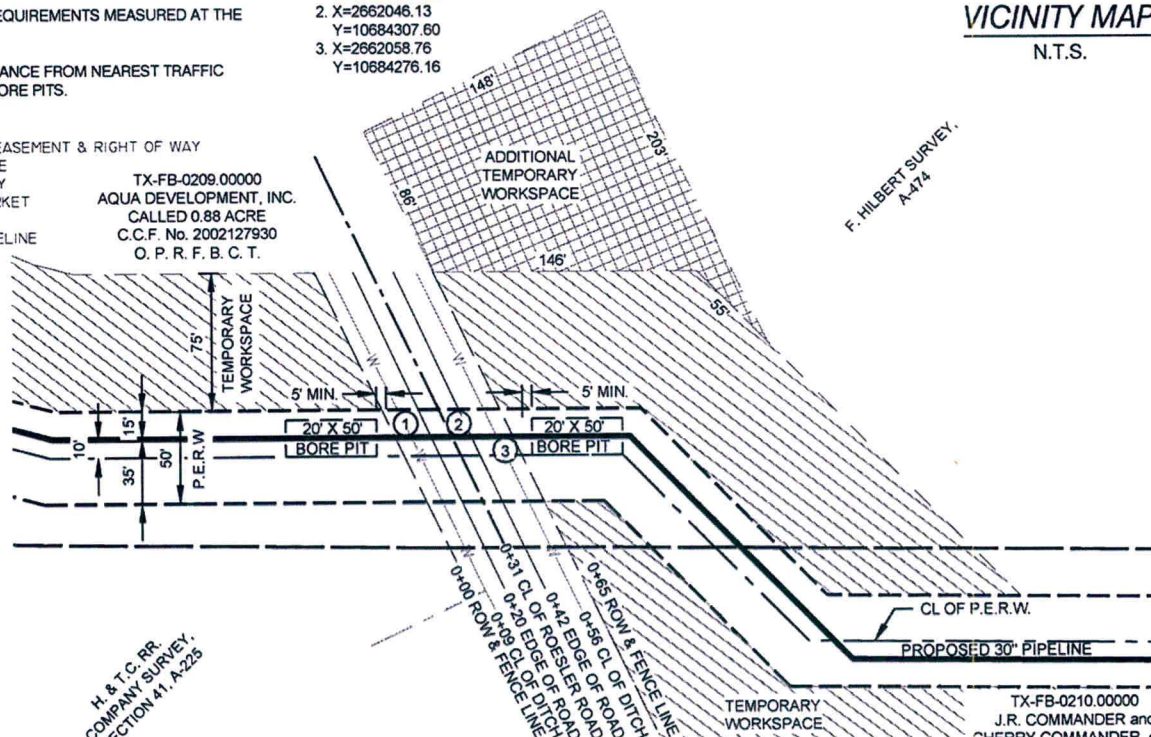 EQUIREMENTS MEASURED AT THE
ANCE FROM NEAREST TRAFFIC
ORE PITS.
EASEMENT & RIGHT OF WAY
2. X=2662046.13
Y=10684307.60
3. X=2662058.76
Y=10684276.16
VICINITY MAP
N.T.S.
TX-FB-0209.00000
AQUA DEVELOPMENT, INC.
CALLED 0.88 ACRE
C.C.F. No. 2002127930
O. P. R. F. B. C. T.
148'
203'
86'
ADDITIONAL
TEMPORARY
WORKSPACE
146'
55'
F. HILBERT SURVEY,
A-474
75'
TEMPORARY
WORKSPACE
5' MIN.
5' MIN.
W
W
1
2
3
20' X 50'
BORE PIT
20' X 50'
BORE PIT
10'
15'
35'
50'
P.E.R.W
W
W
0+00 ROW & FENCE LINE
0+09 CL OF DITCH
0+20 EDGE OF ROAD
0+31 CL OF ROESLER ROAD
0+42 EDGE OF ROAD
0+56 CL OF DITCH
0+65 ROW & FENCE LINE
CL OF P.E.R.W.
PROPOSED 30" PIPELINE
H. & T.C. RR.
COMPANY SURVEY,
ECTION 41, A-225
TEMPORARY
WORKSPACE
TX-FB-0210.00000
J.R. COMMANDER and
CHERRY COMMANDER,